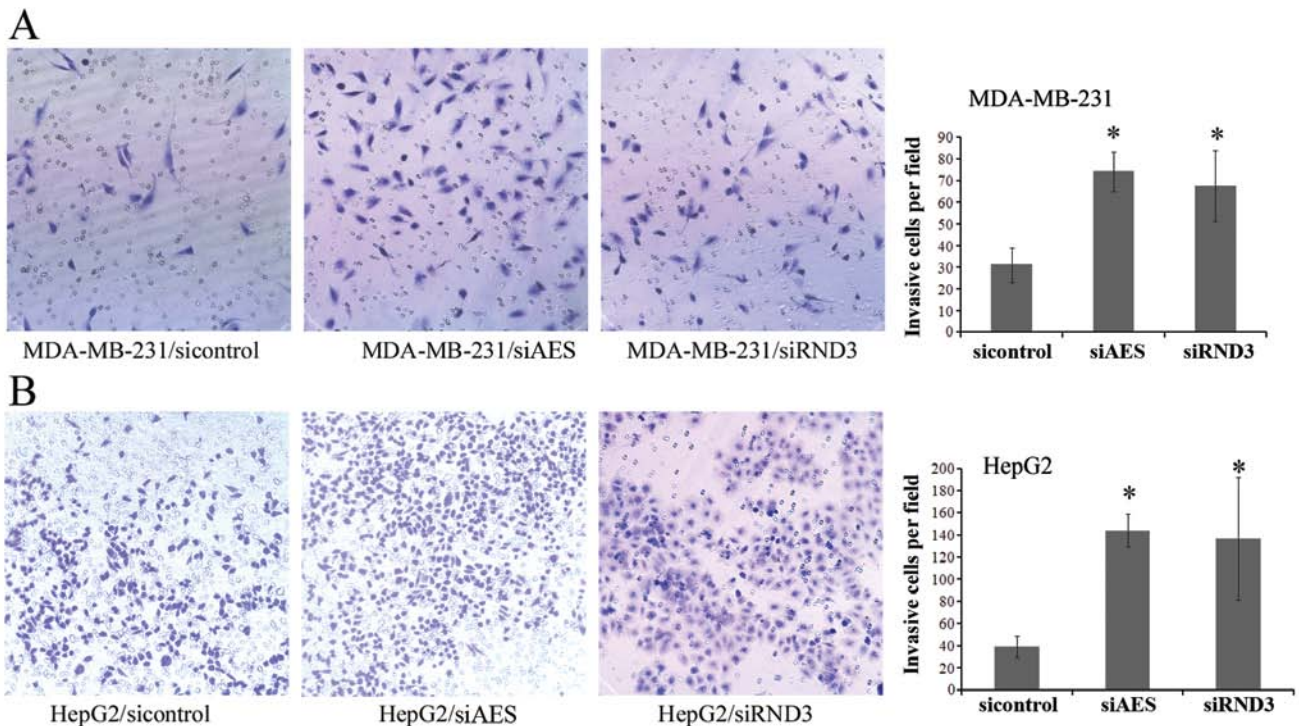 A
MDA-MB-231/sicontrol
MDA-MB-231/siAES
MDA-MB-231/siRND3
MDA-MB-231
Invasive cells per field
90
80
70
60
50
40
30
20
10
0
*
*
sicontrol
siAES
siRND3
B
HepG2/sicontrol
HepG2/siAES
HepG2/siRND3
HepG2
Invasive cells per field
200
180
160
140
120
100
80
60
40
20
0
*
*
sicontrol
siAES
siRND3